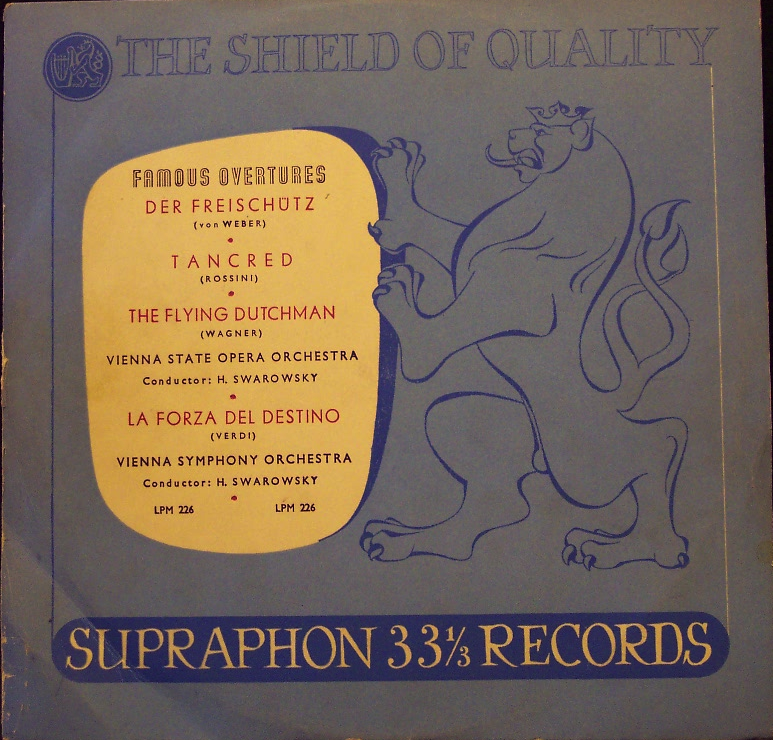 THE SHIELD OF QUALITY
FAMOUS OVERTURES
DER FREISCHÜTZ
(von WEBER)
TANCRED
(ROSSINI)
THE FLYING DUTCHMAN
(WAGNER)
VIENNA STATE OPERA ORCHESTRA
Conductor: H. SWAROWSKY
LA FORZA DEL DESTINO
(VERDI)
VIENNA SYMPHONY ORCHESTRA
Conductor: H. SWAROWSKY
LPM 226 LPM 226
SUPRAPHON 33⅓ RECORDS